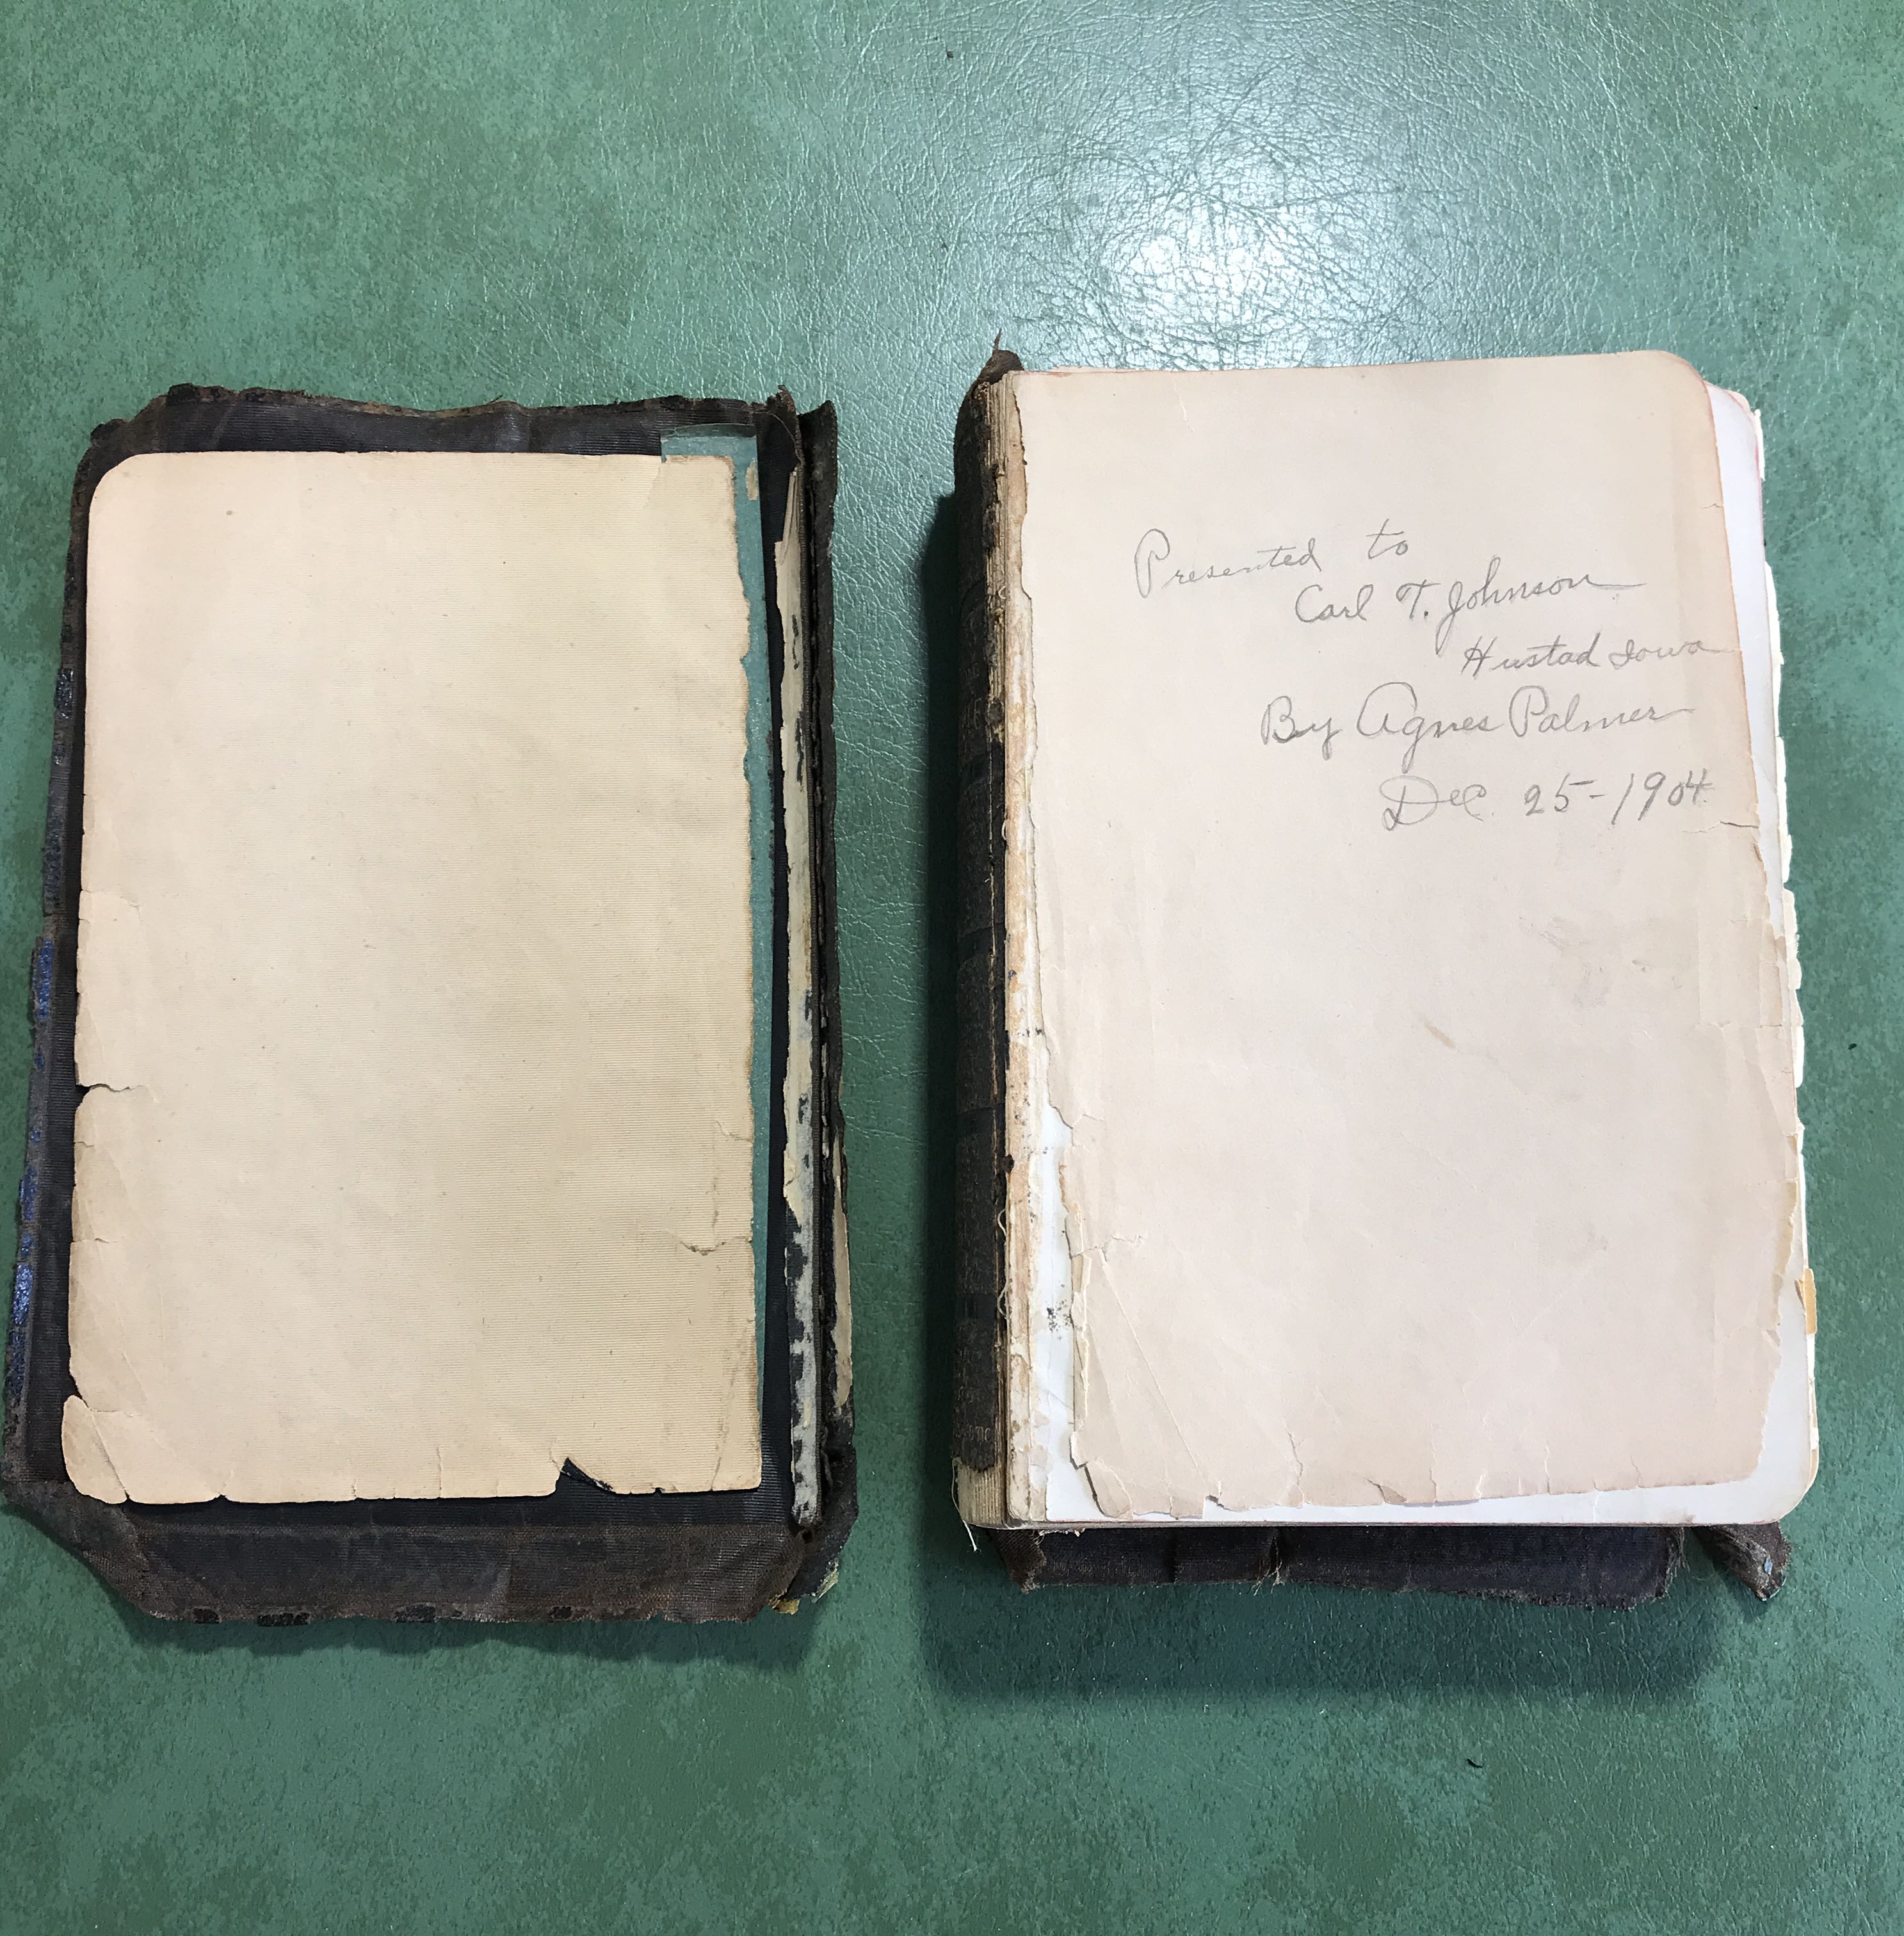 Presented to
Carl T. Johnson
Hustad Iowa
By Agnes Palmer
Dec. 25-1904